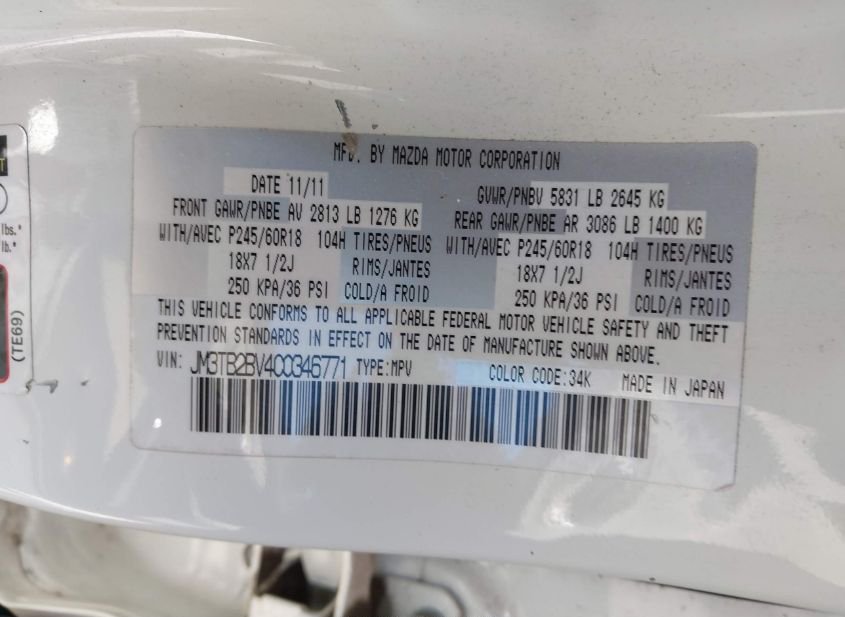 MFD. BY MAZDA MOTOR CORPORATION
DATE 11/11 GVWR/PNBV 5831 LB 2645 KG
FRONT GAWR/PNBE AV 2813 LB 1276 KG REAR GAWR/PNBE AR 3086 LB 1400 KG
WITH/AVEC P245/60R18 104H TIRES/PNEUS WITH/AVEC P245/60R18 104H TIRES/PNEUS
18X7 1/2J RIMS/JANTES 18X7 1/2J RIMS/JANTES
250 KPA/36 PSI COLD/A FROID 250 KPA/36 PSI COLD/A FROID
THIS VEHICLE CONFORMS TO ALL APPLICABLE FEDERAL MOTOR VEHICLE SAFETY AND THEFT
PREVENTION STANDARDS IN EFFECT ON THE DATE OF MANUFACTURE SHOWN ABOVE.
VIN: JM3TB2BV4C0346771 TYPE:MPV COLOR CODE:34K MADE IN JAPAN
lbs.*
lb.*
(TE69)